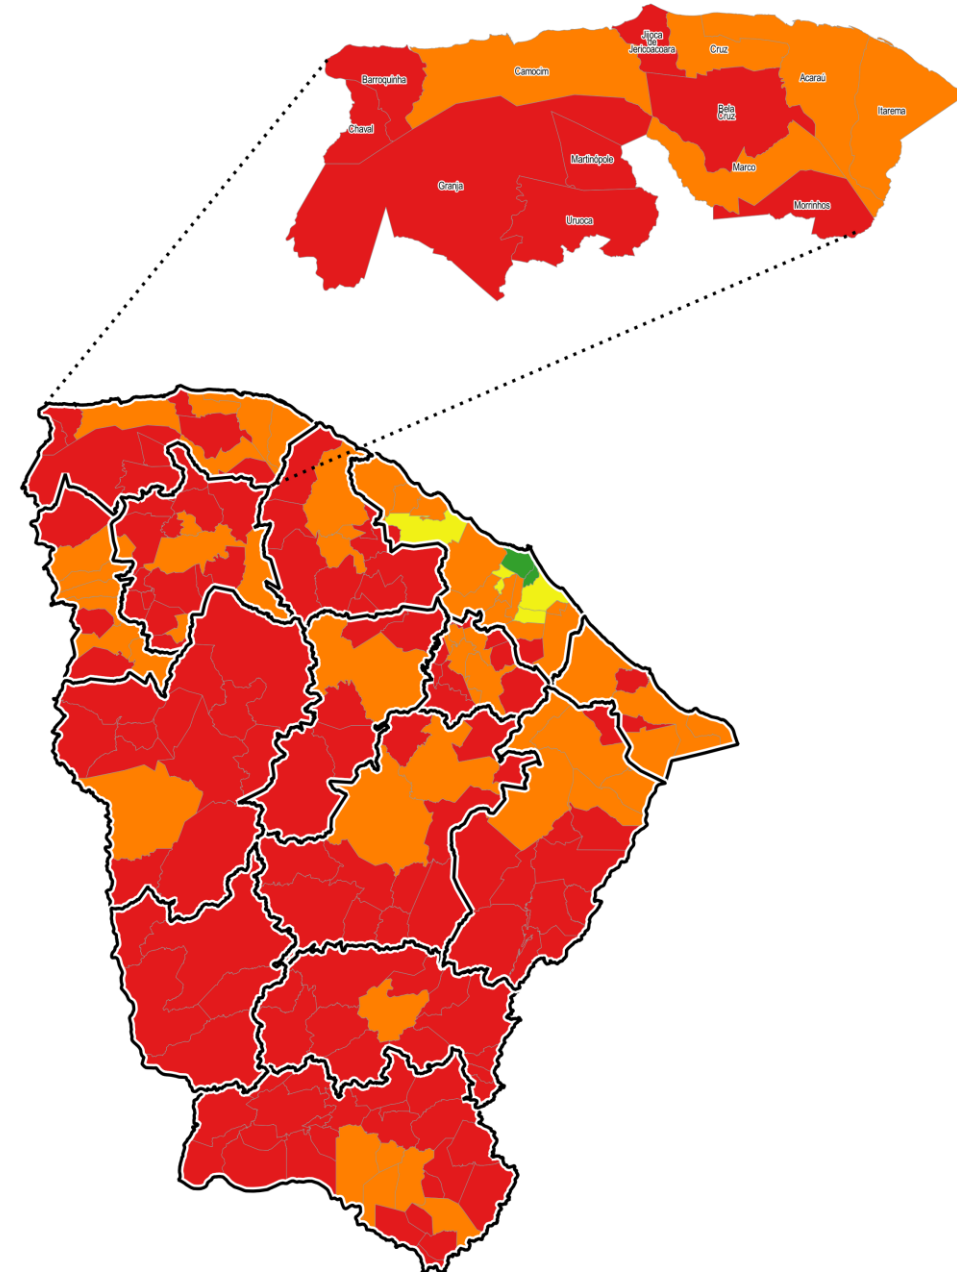 Jijoca
de
Jericoacoara
Cruz
Camocim
Barroquinha
Acaraú
Itarema
Bela
Cruz
Chaval
Martinópole
Marco
Granja
Morrinhos
Uruoca